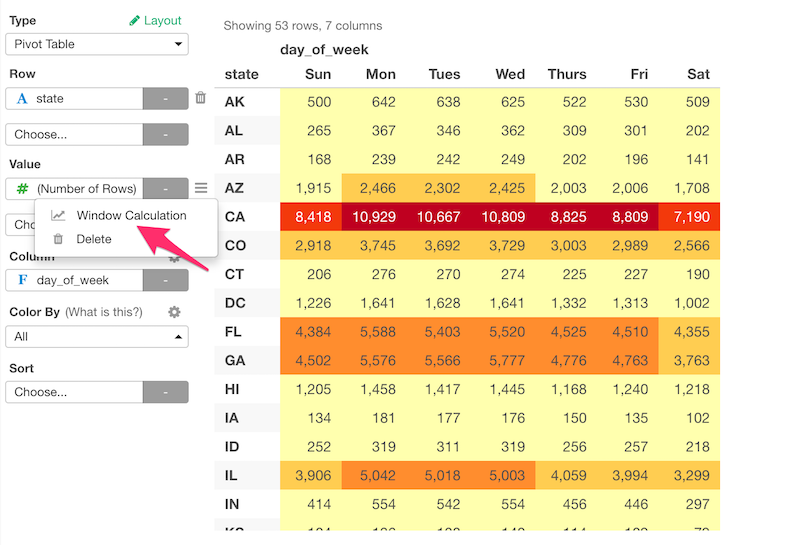 Type Layout
Pivot Table
Row
A state -
Choose... -
Value
# (Number of Rows) -
Window Calculation
Delete
Column
F day_of_week -
Color By (What is this?)
All
Sort
Choose... -
Showing 53 rows, 7 columns
day_of_week
state Sun Mon Tues Wed Thurs Fri Sat
AK 500 642 638 625 522 530 509
AL 265 367 346 362 309 301 202
AR 168 239 242 249 202 196 141
AZ 1,915 2,466 2,302 2,425 2,003 2,006 1,708
CA 8,418 10,929 10,667 10,809 8,825 8,809 7,190
CO 2,918 3,745 3,692 3,729 3,003 2,989 2,566
CT 206 276 270 274 225 227 190
DC 1,226 1,641 1,628 1,641 1,332 1,313 1,002
FL 4,384 5,588 5,403 5,520 4,525 4,510 4,355
GA 4,502 5,576 5,566 5,777 4,776 4,763 3,763
HI 1,205 1,458 1,417 1,445 1,168 1,240 1,218
IA 134 181 177 176 150 135 102
ID 252 319 311 319 256 257 218
IL 3,906 5,042 5,018 5,003 4,059 3,994 3,299
IN 414 554 542 554 456 446 297